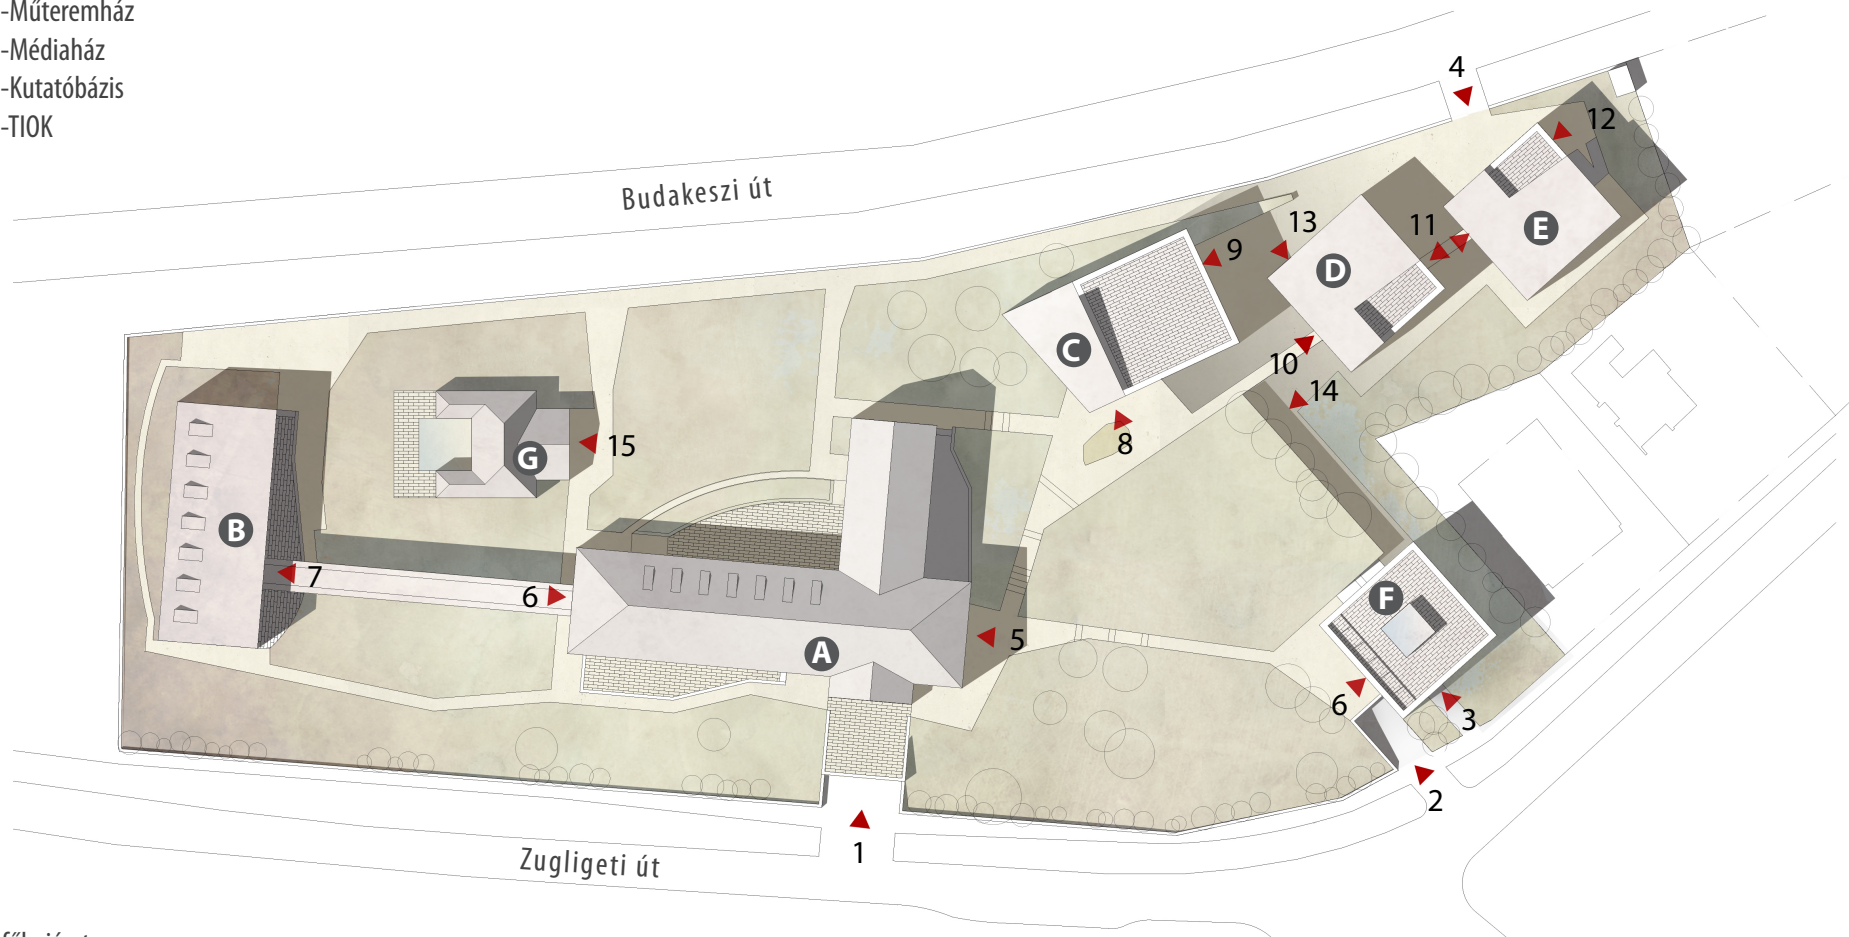 -Műteremház
-Médiaház
-Kutatóbázis
-TIOK
4
12
Budakeszi út
13
11
E
9
D
C
10
14
8
15
G
B
7
6
F
5
A
6
3
2
1
Zugligeti út